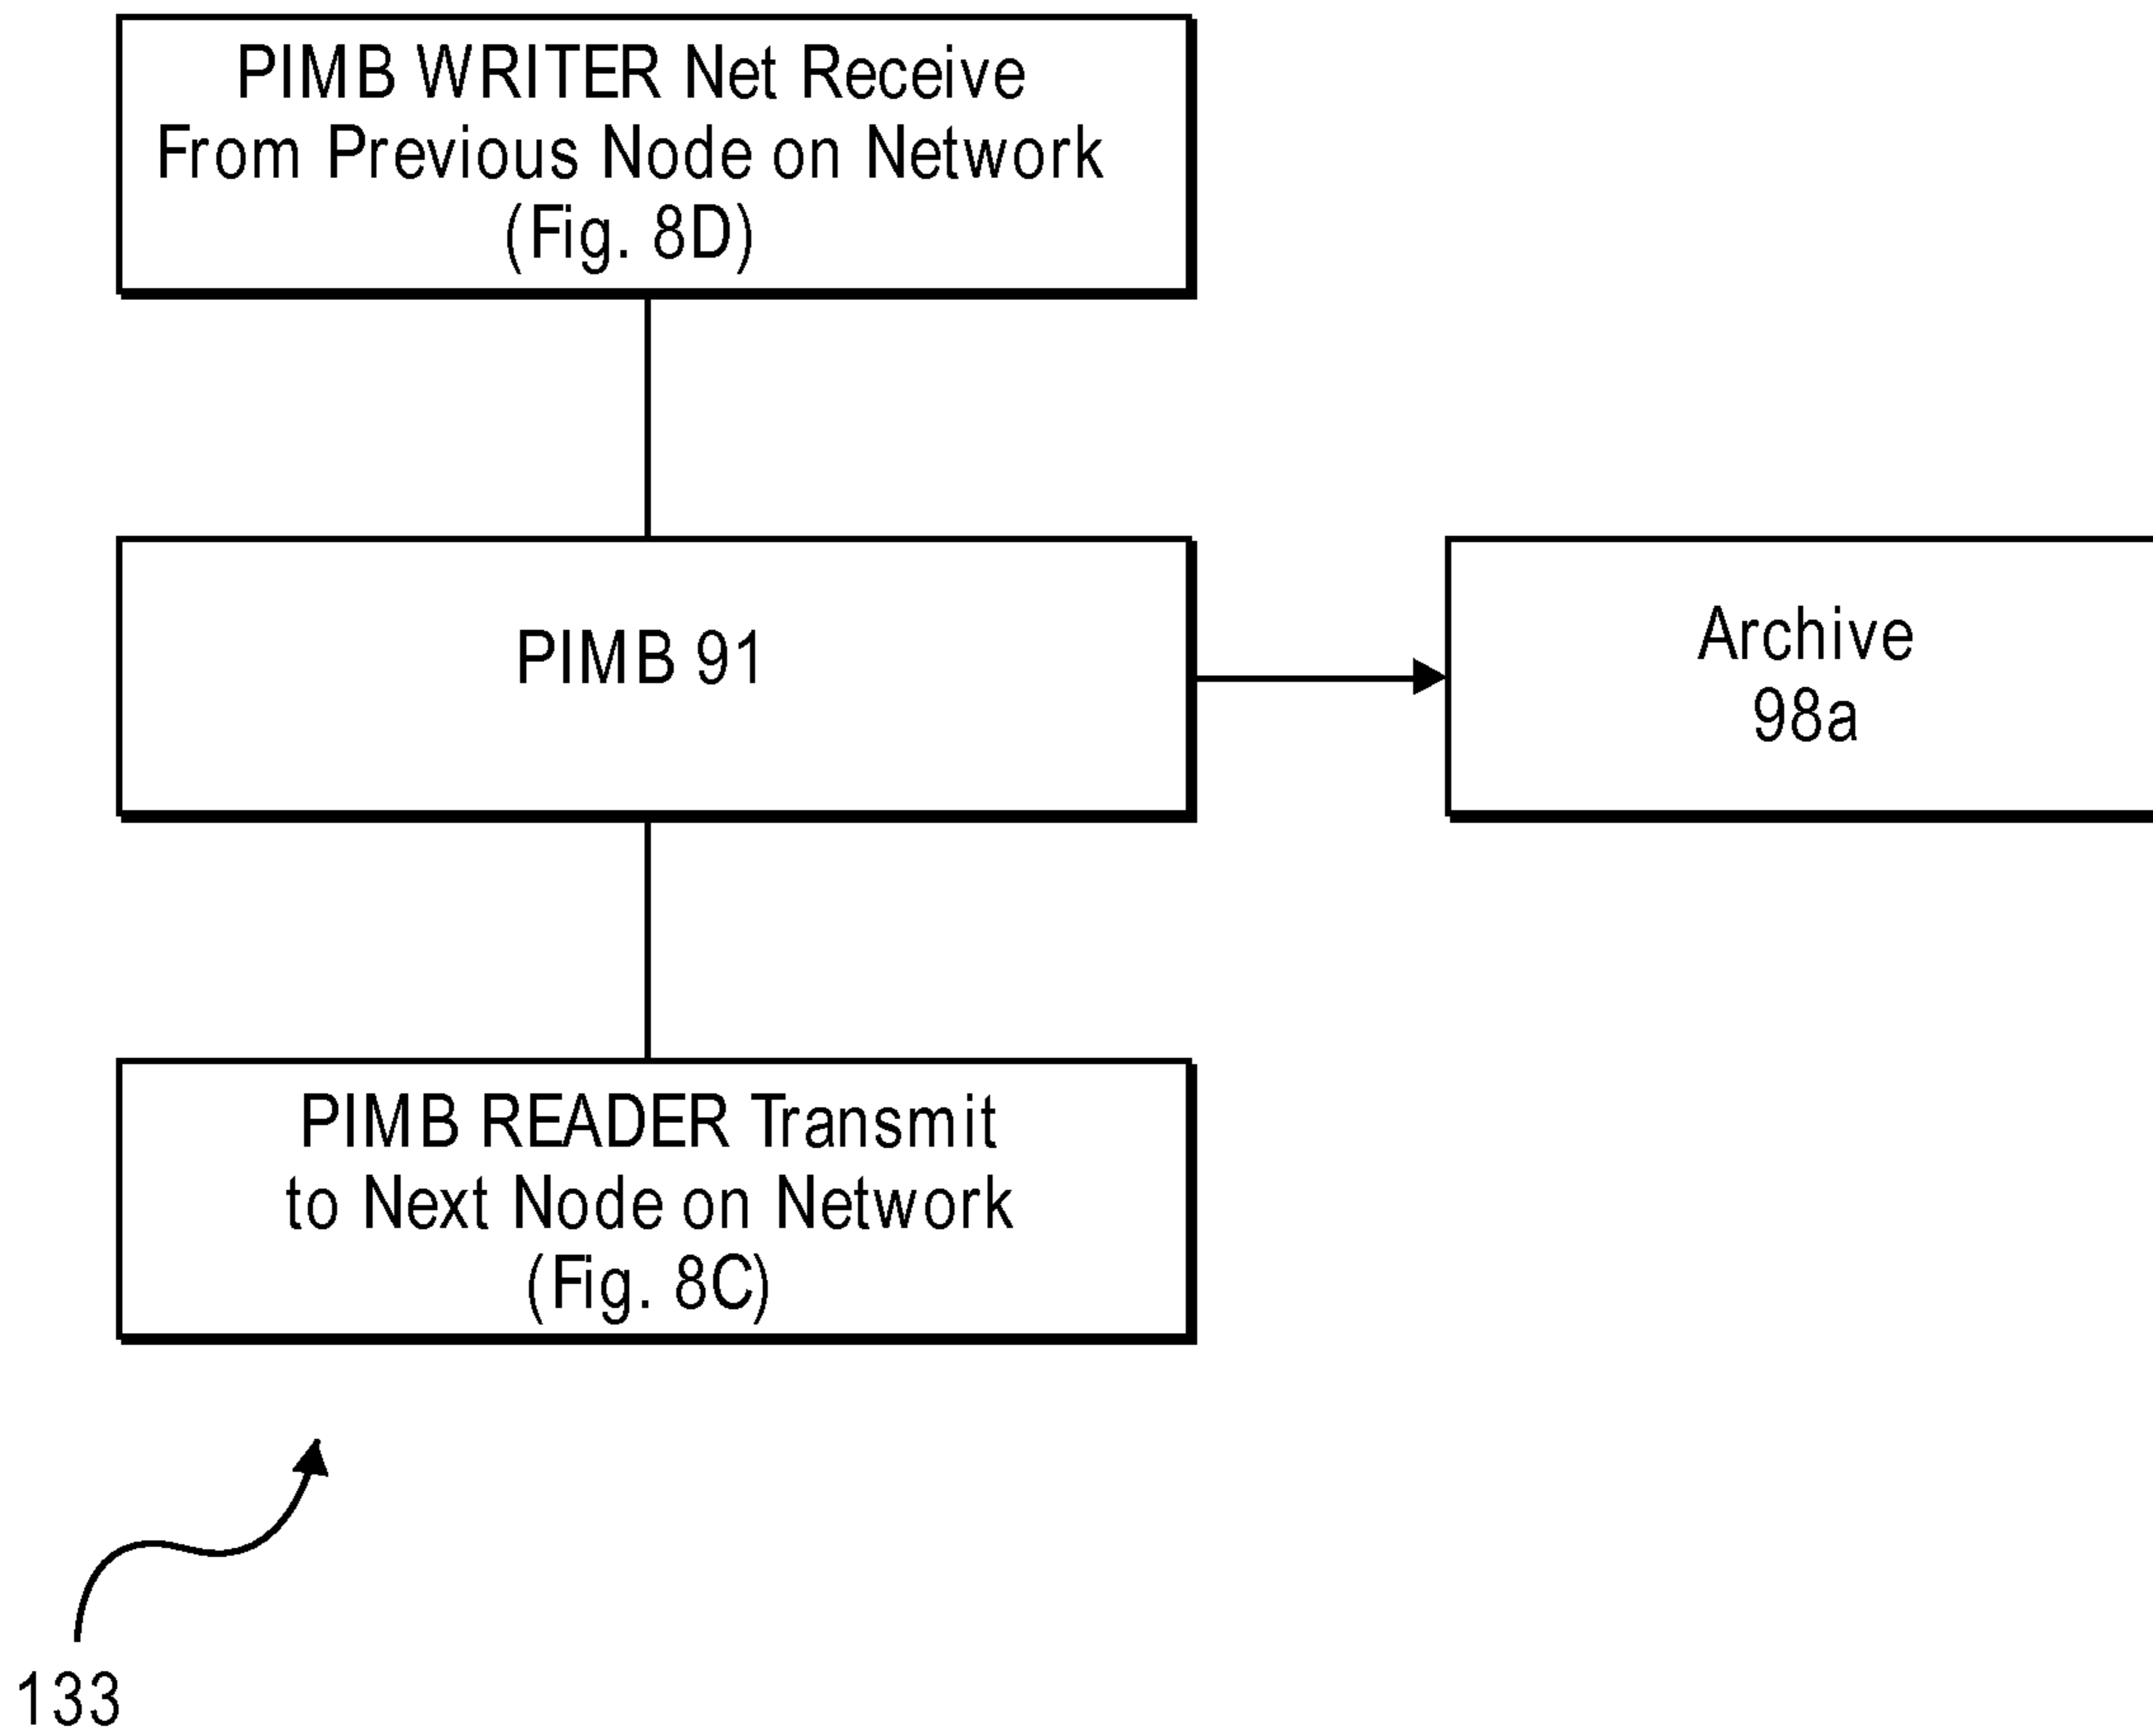 PIMB WRITER Net Receive
From Previous Node on Network
(Fig. 8D)
PIMB 91
Archive
98a
PIMB READER Transmit
to Next Node on Network
(Fig. 8C)
133